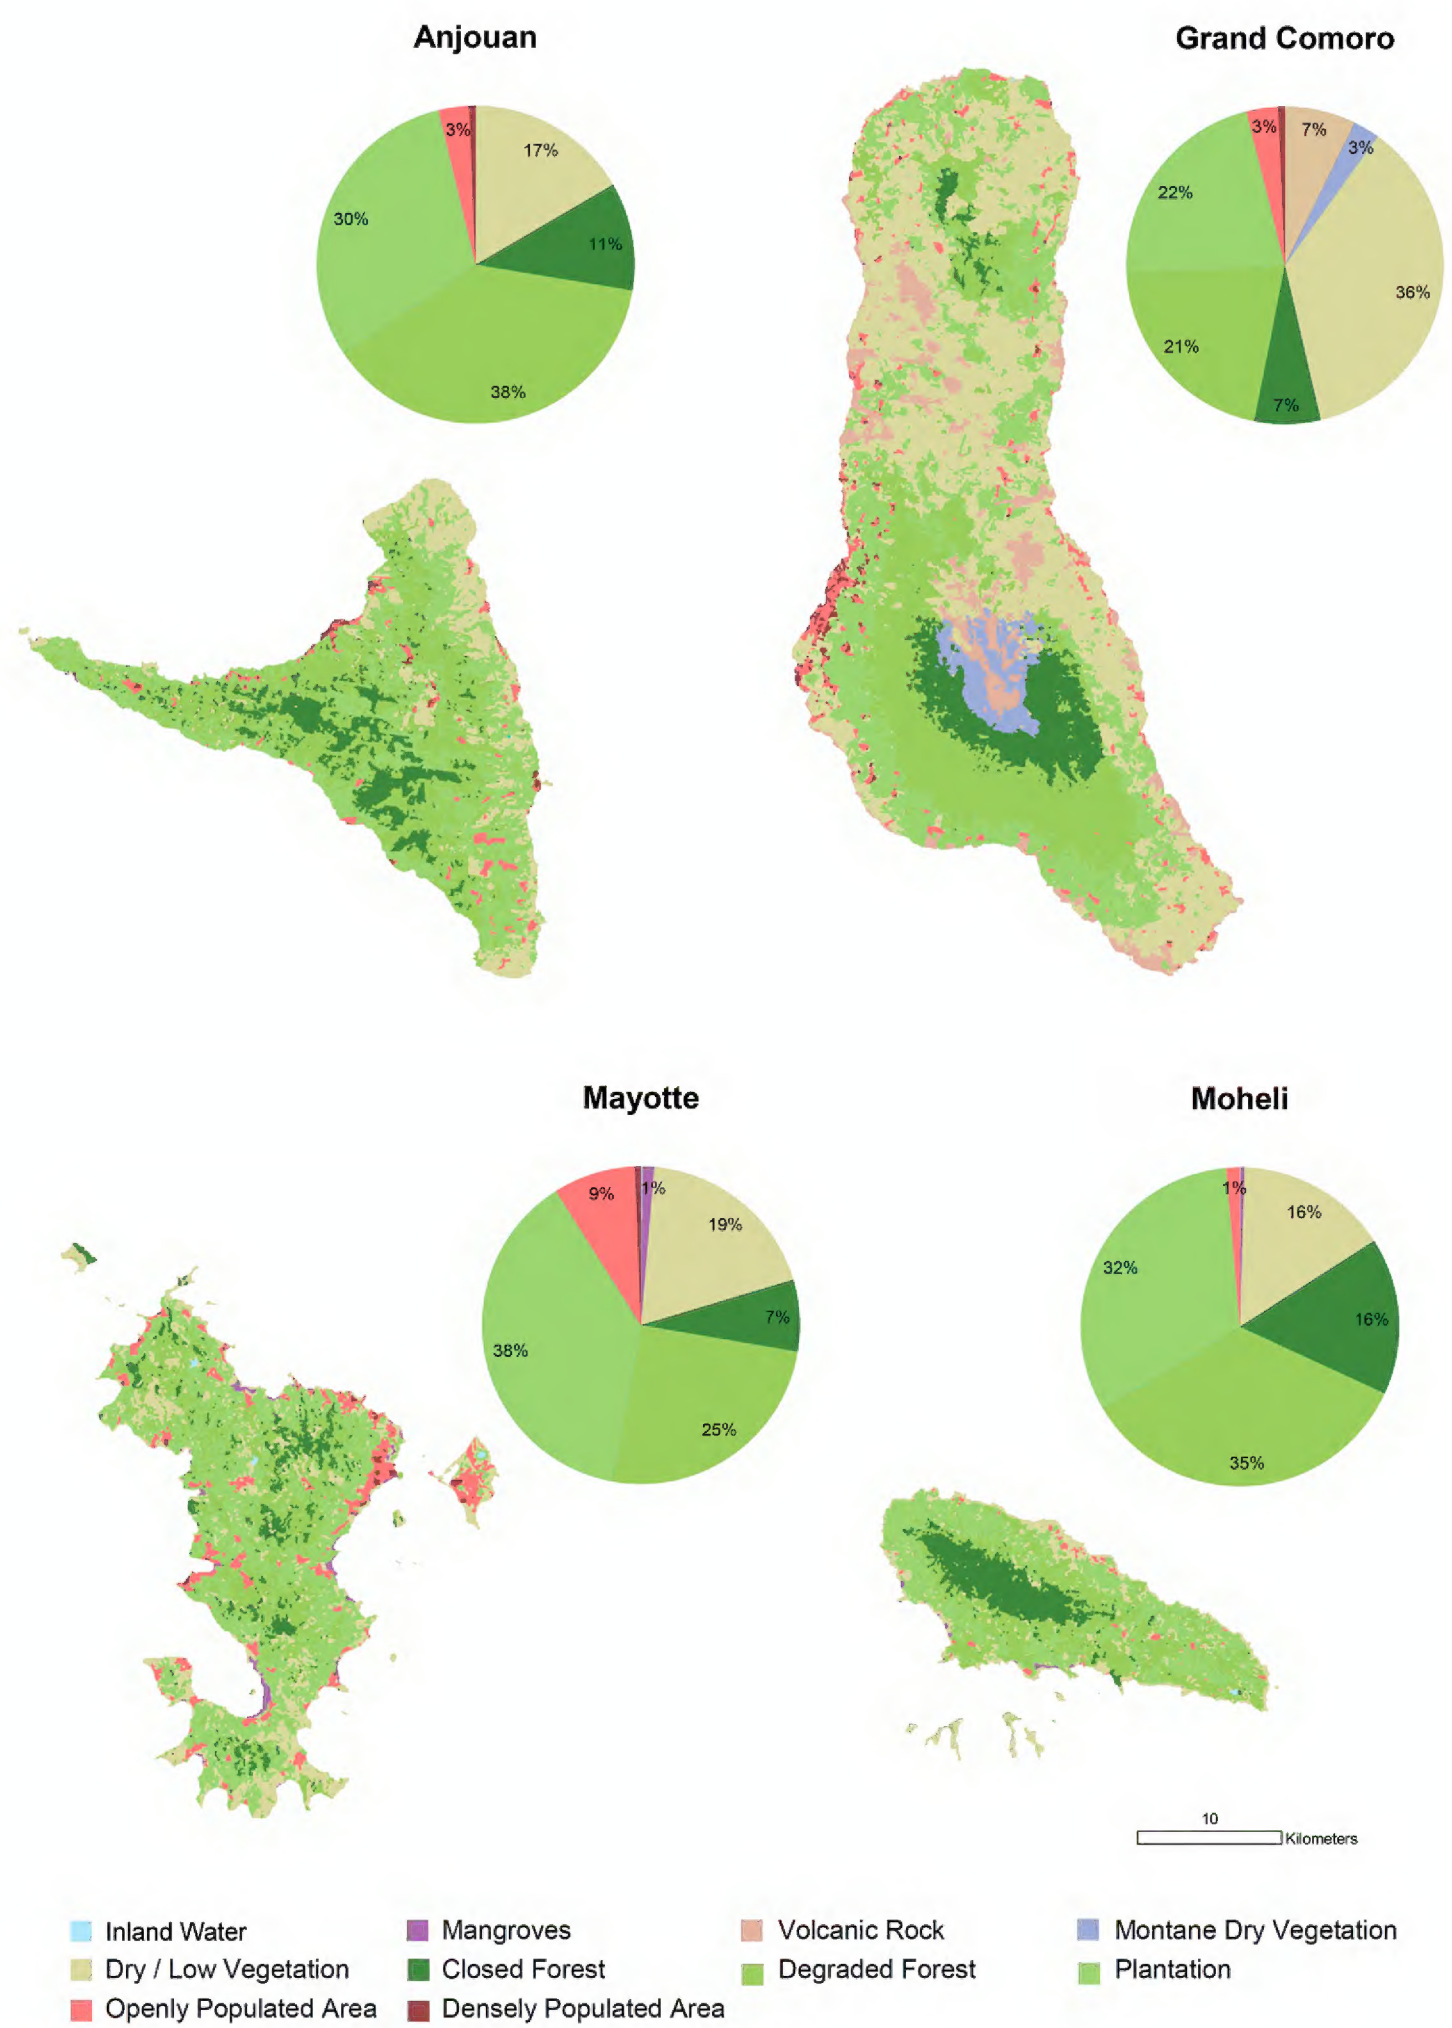 Anjouan
Grand Comoro
3%
17%
30%
11%
38%
3%
7%
3%
22%
36%
21%
7%
Mayotte
Moheli
9%
1%
19%
7%
38%
25%
1%
16%
32%
16%
35%
10
Kilometers
Inland Water
Mangroves
Volcanic Rock
Montane Dry Vegetation
Dry / Low Vegetation
Closed Forest
Degraded Forest
Plantation
Openly Populated Area
Densely Populated Area